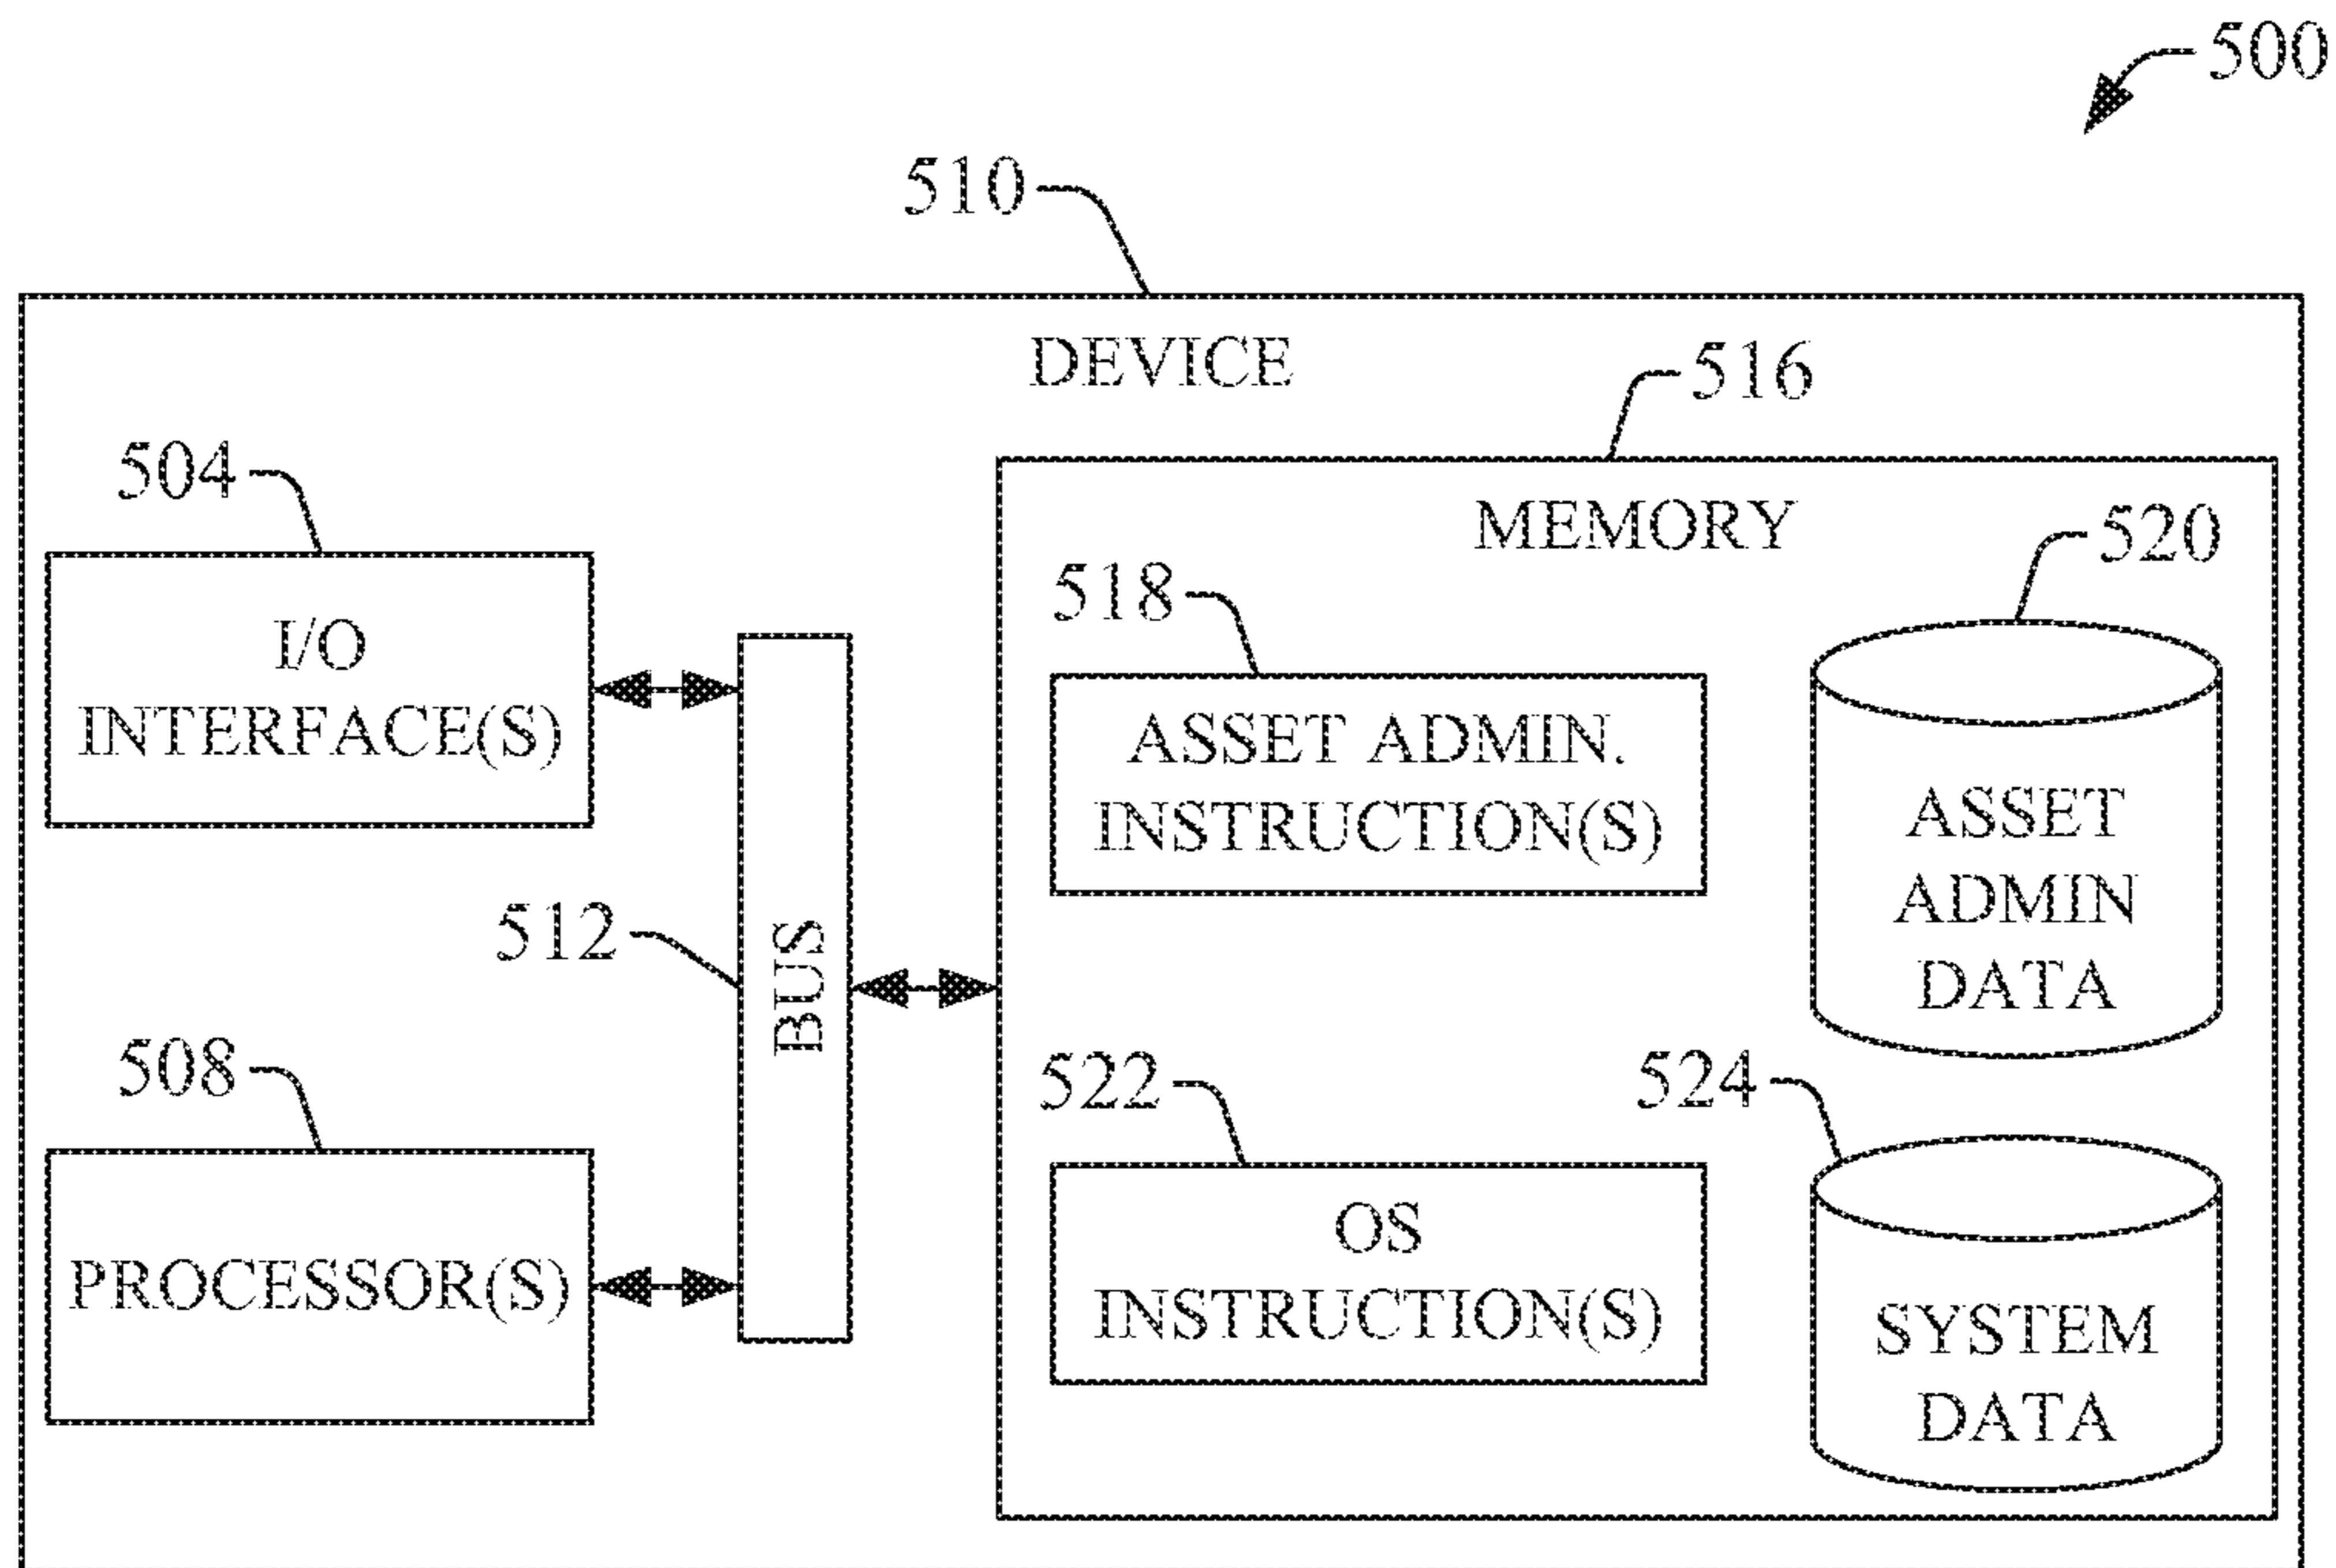 500
510
DEVICE
516
504
MEMORY
520
518
I/O
INTERFACE(S)
ASSET ADMIN.
INSTRUCTION(S)
ASSET
ADMIN
DATA
512
BUS
508
522
524
OS
INSTRUCTION(S)
PROCESSOR(S)
SYSTEM
DATA